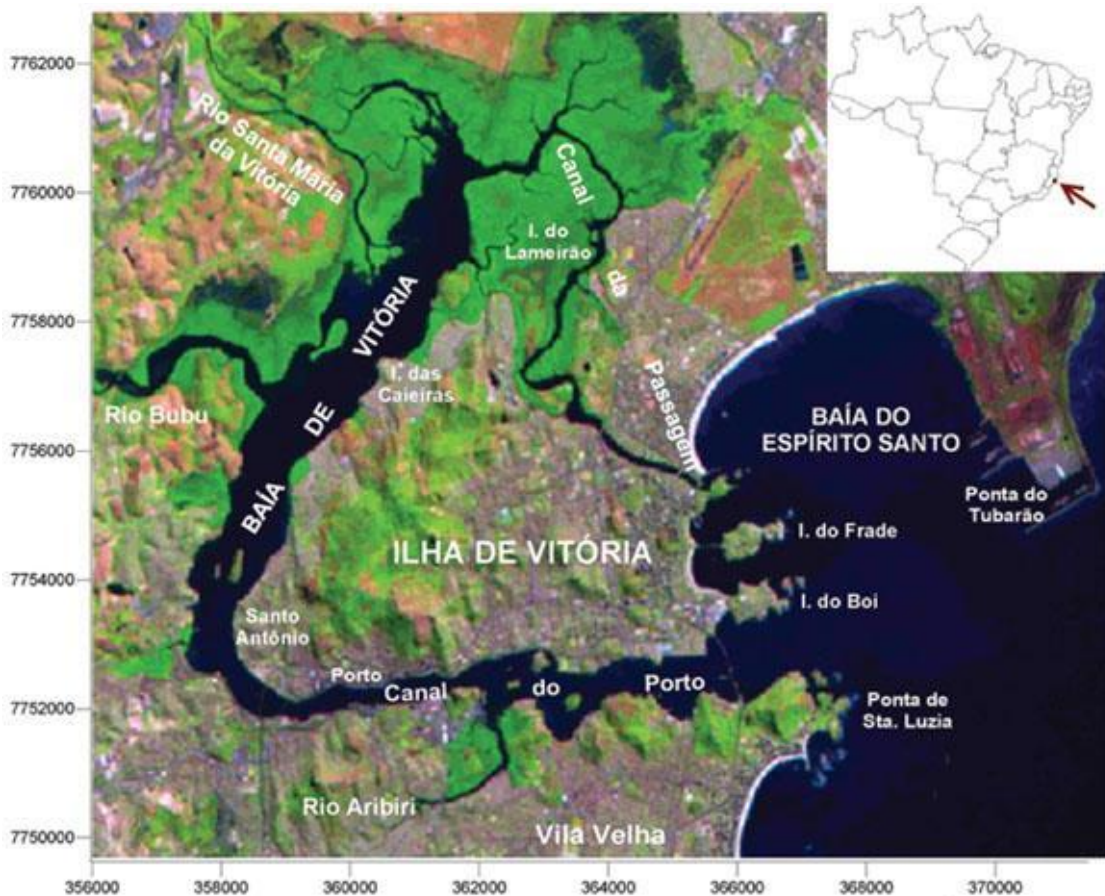 7762000
7760000
7758000
7756000
7754000
7752000
7750000
356000
358000
360000
362000
364000
366000
368000
370000
Rio Santa Maria
da Vitória
Canal
da
Passagem
I. do
Lameirão
BAÍA
DE
VITÓRIA
I. das
Caieiras
Rio Bubu
BAÍA DO
ESPÍRITO SANTO
Ponta do
Tubarão
I. do Frade
ILHA DE VITÓRIA
I. do Boi
Santo
Antônio
Porto
Canal
do
Porto
Ponta de
Sta. Luzia
Rio Aribiri
Vila Velha